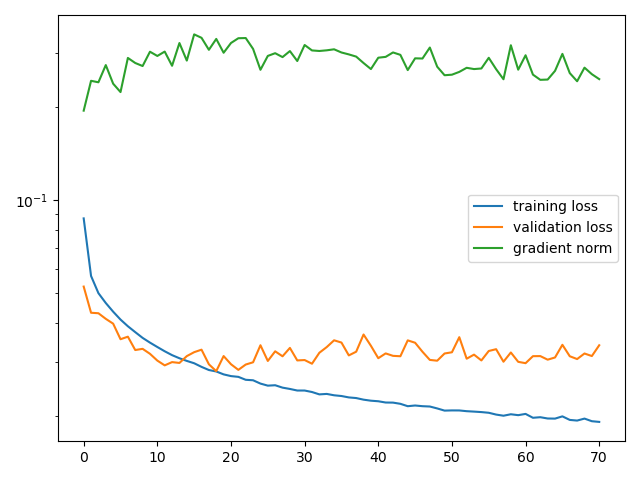 10⁻¹
training loss
validation loss
gradient norm
0 10 20 30 40 50 60 70